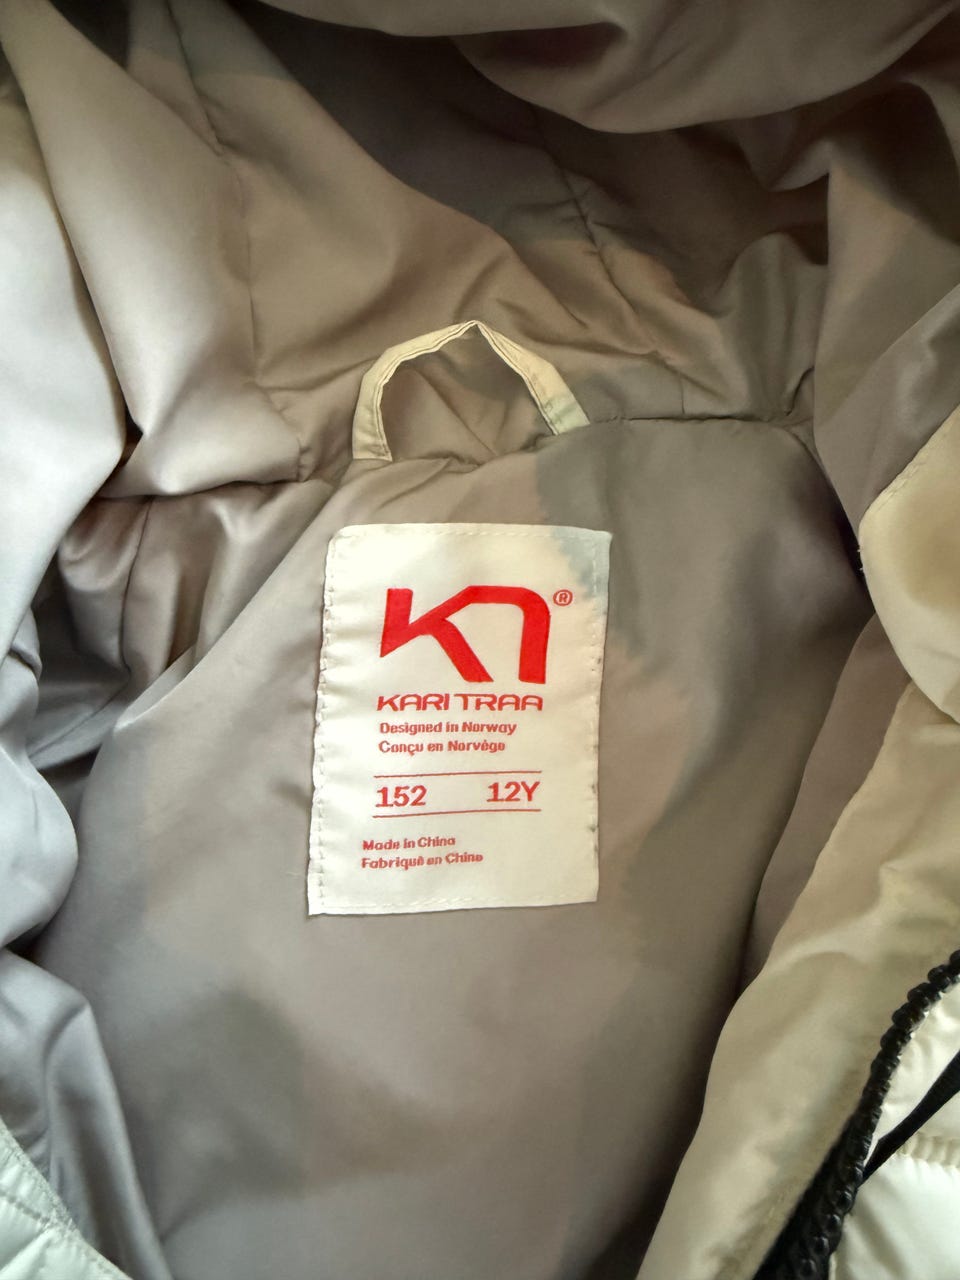 KARI TRAA
Designed in Norway
Conçu en Norvège
152 12Y
Made in China
Fabriqué en Chine